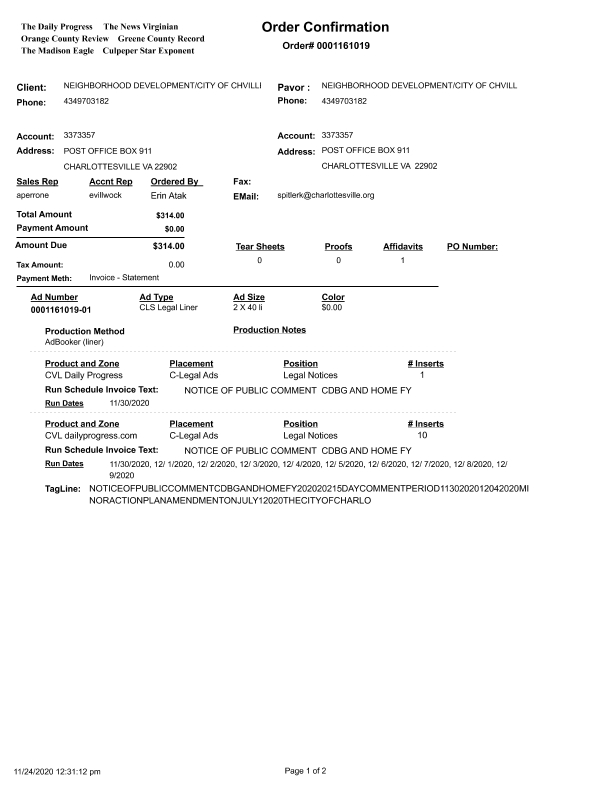 The Daily Progress The News Virginian
Orange County Review Greene County Record
The Madison Eagle Culpeper Star Exponent
Order Confirmation
Order# 0001161019
Client: NEIGHBORHOOD DEVELOPMENT/CITY OF CHVILLI
Phone: 4349703182
Payor : NEIGHBORHOOD DEVELOPMENT/CITY OF CHVILL
Phone: 4349703182
Account: 3373357
Address: POST OFFICE BOX 911
CHARLOTTESVILLE VA 22902
Account: 3373357
Address: POST OFFICE BOX 911
CHARLOTTESVILLE VA 22902
Sales Rep Accnt Rep Ordered By Fax:
aperrone evillwock Erin Atak EMail: spitlerk@charlottesville.org
Total Amount $314.00
Payment Amount $0.00
Amount Due $314.00
Tear Sheets Proofs Affidavits PO Number:
0 0 1
Tax Amount: 0.00
Payment Meth: Invoice - Statement
Ad Number Ad Type Ad Size Color
0001161019-01 CLS Legal Liner 2 X 40 li $0.00
Production Method Production Notes
AdBooker (liner)
Product and Zone Placement Position # Inserts
CVL Daily Progress C-Legal Ads Legal Notices 1
Run Schedule Invoice Text: NOTICE OF PUBLIC COMMENT CDBG AND HOME FY
Run Dates 11/30/2020
Product and Zone Placement Position # Inserts
CVL dailyprogress.com C-Legal Ads Legal Notices 10
Run Schedule Invoice Text: NOTICE OF PUBLIC COMMENT CDBG AND HOME FY
Run Dates 11/30/2020, 12/ 1/2020, 12/ 2/2020, 12/ 3/2020, 12/ 4/2020, 12/ 5/2020, 12/ 6/2020, 12/ 7/2020, 12/ 8/2020, 12/
9/2020
TagLine: NOTICEOFPUBLICCOMMENTCDBGANDHOMEFY202020215DAYCOMMENTPERIOD1130202012042020MI
NORACTIONPLANAMENDMENTONJULY12020THECITYOFCHARLO
11/24/2020 12:31:12 pm
Page 1 of 2